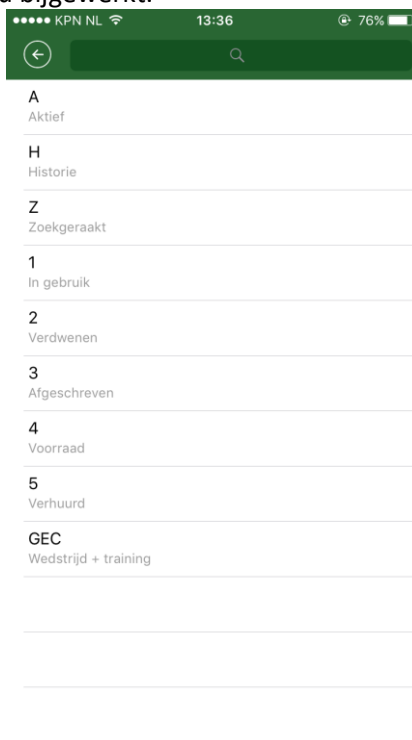 bijgewerkt.
●●●●● KPN NL 13:36 76%
A
Aktief
H
Historie
Z
Zoekgeraakt
1
In gebruik
2
Verdwenen
3
Afgeschreven
4
Voorraad
5
Verhuurd
GEC
Wedstrijd + training